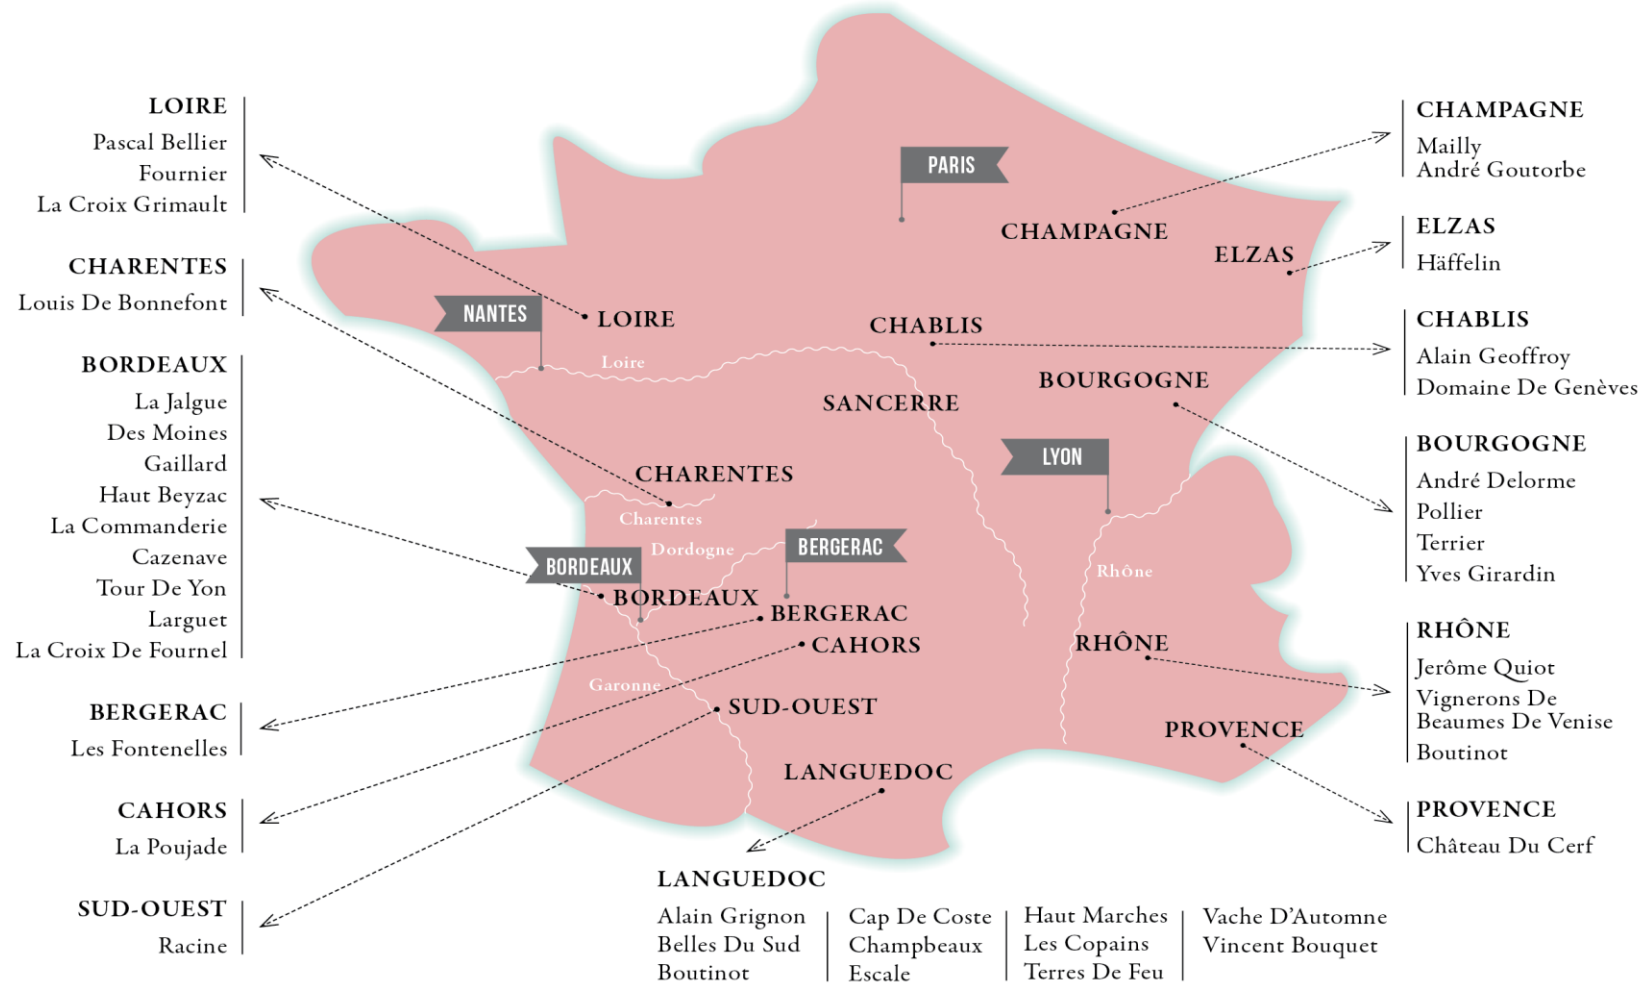 LOIRE
Pascal Bellier
Fournier
La Croix Grimault
CHARENTES
Louis De Bonnefont
BORDEAUX
La Jalgue
Des Moines
Gaillard
Haut Beyzac
La Commanderie
Cazenave
Tour De Yon
Larguet
La Croix De Fournel
BERGERAC
Les Fontenelles
CAHORS
La Poujade
SUD-OUEST
Racine
PARIS
CHAMPAGNE
ELZAS
NANTES
LOIRE
CHABLIS
Loire
BOURGOGNE
SANCERRE
LYON
CHARENTES
Charentes
Dordogne
BERGERAC
BORDEAUX
Rhône
BORDEAUX
BERGERAC
CAHORS
RHÔNE
Garonne
SUD-OUEST
PROVENCE
LANGUEDOC
CHAMPAGNE
Mailly
André Goutorbe
ELZAS
Häffelin
CHABLIS
Alain Geoffroy
Domaine De Genèves
BOURGOGNE
André Delorme
Pollier
Terrier
Yves Girardin
RHÔNE
Jerôme Quiot
Vignerons De
Beaumes De Venise
Boutinot
PROVENCE
Château Du Cerf
LANGUEDOC
Alain Grignon
Belles Du Sud
Boutinot
Cap De Coste
Champbeaux
Escale
Haut Marches
Les Copains
Terres De Feu
Vache D’Automne
Vincent Bouquet